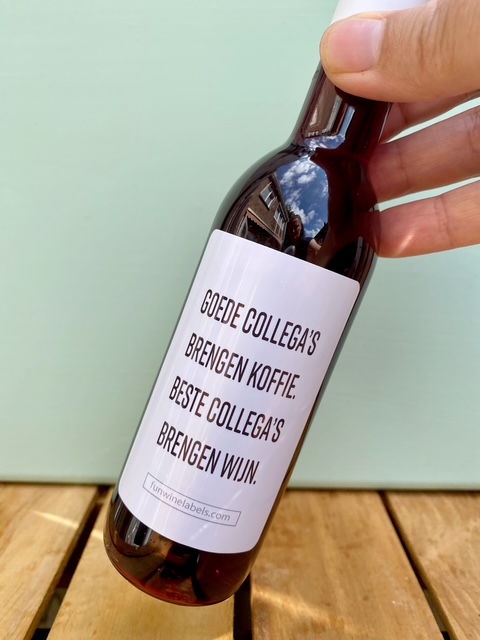 GOEDE COLLEGA'S
BRENGEN KOFFIE.
BESTE COLLEGA'S
BRENGEN WIJN.
funwinelabels.com